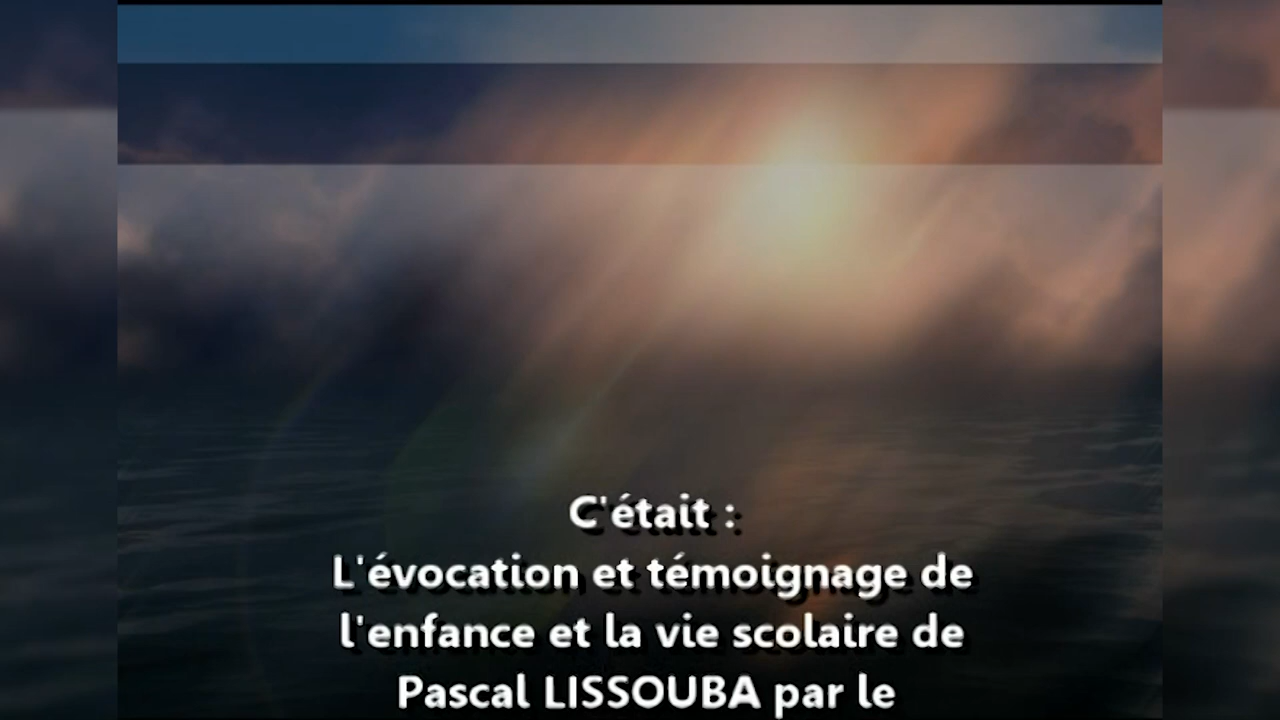 C'était :
L'évocation et témoignage de
l'enfance et la vie scolaire de
Pascal LISSOUBA par le